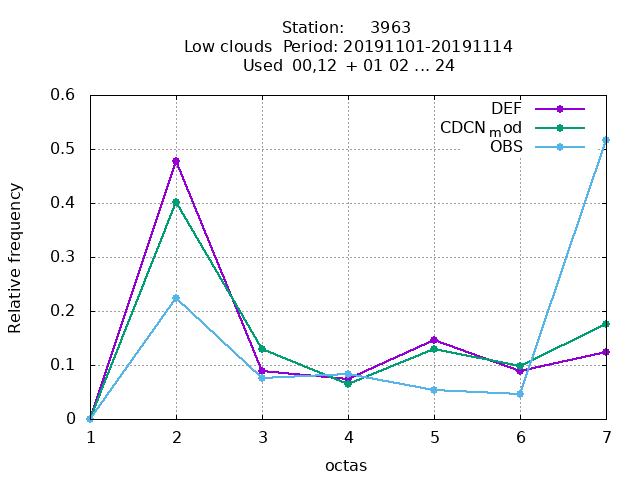 Station: 3963
Low clouds Period: 20191101-20191114
Used 00,12 + 01 02 ... 24
0.6
0.5
0.4
0.3
0.2
0.1
0
Relative frequency
DEF
CDCNmod
OBS
1 2 3 4 5 6 7
octas